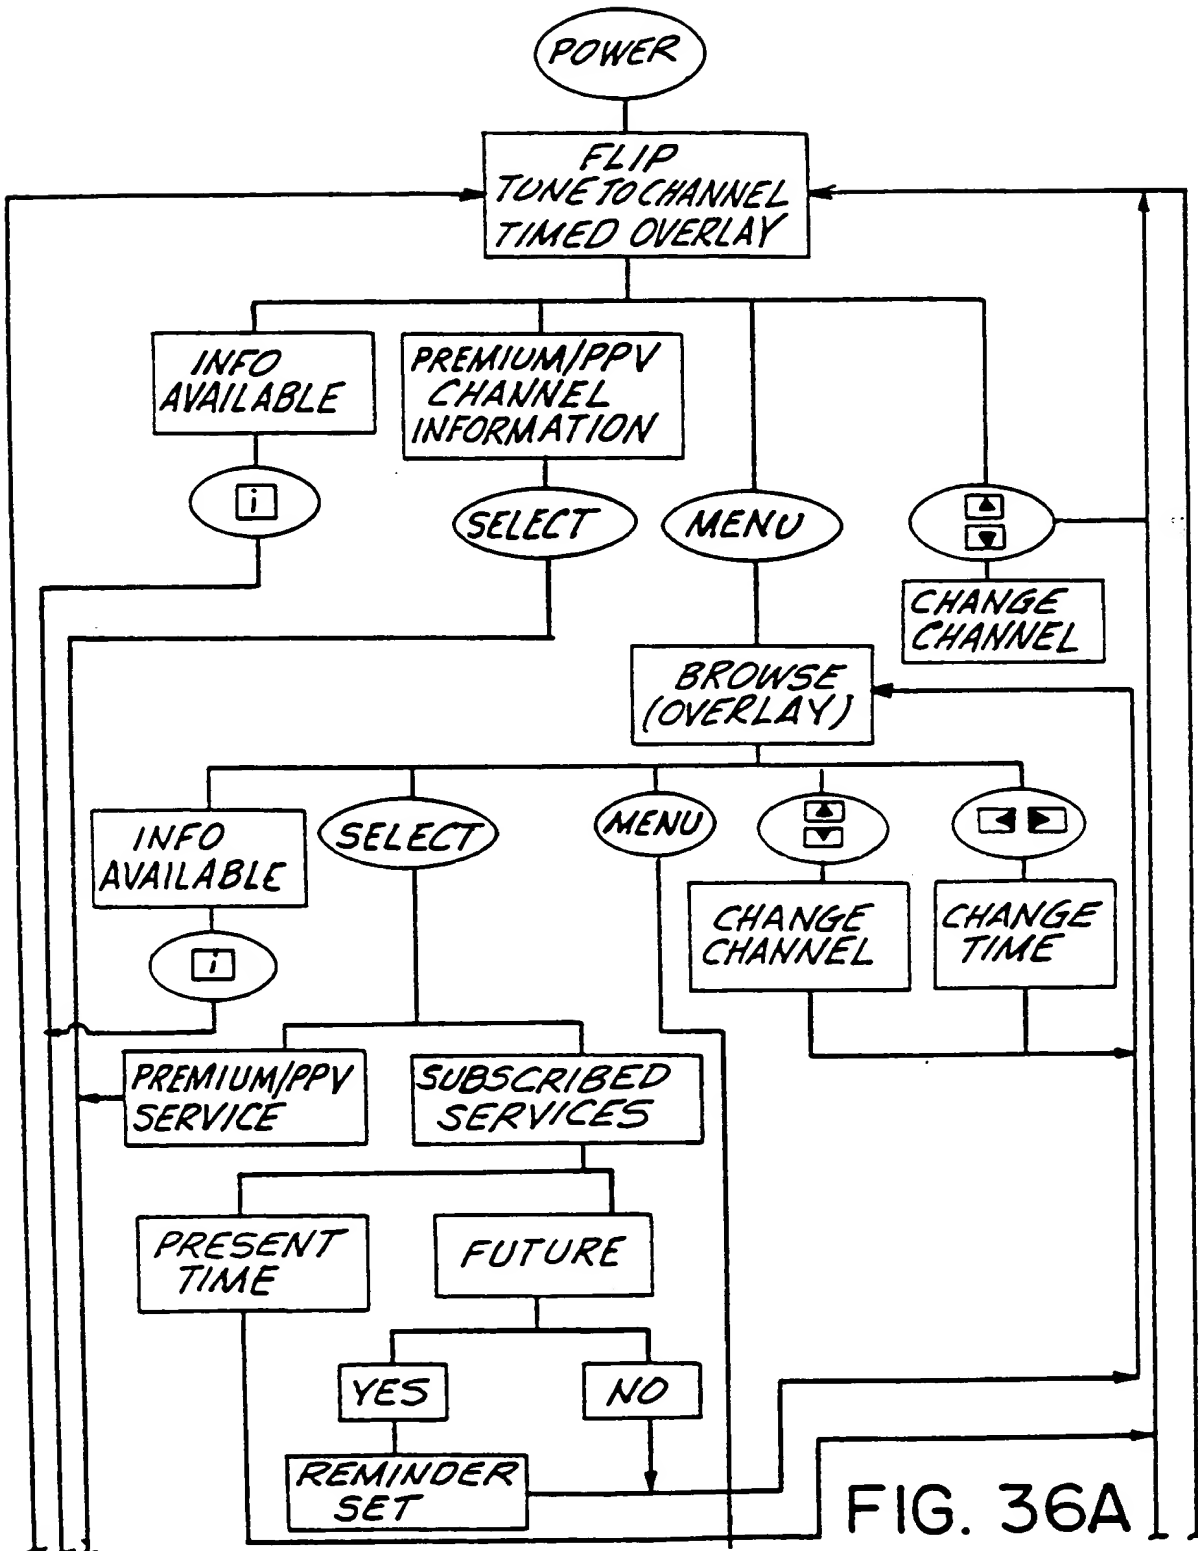 POWER
FLIP
TUNE TO CHANNEL
TIMED OVERLAY
INFO
AVAILABLE
PREMIUM/PPV
CHANNEL
INFORMATION
i
SELECT
MENU
CHANGE
CHANNEL
BROWSE
(OVERLAY)
INFO
AVAILABLE
SELECT
MENU
CHANGE
CHANNEL
CHANGE
TIME
i
PREMIUM/PPV
SERVICE
SUBSCRIBED
SERVICES
PRESENT
TIME
FUTURE
YES
NO
REMINDER
SET
FIG. 36A